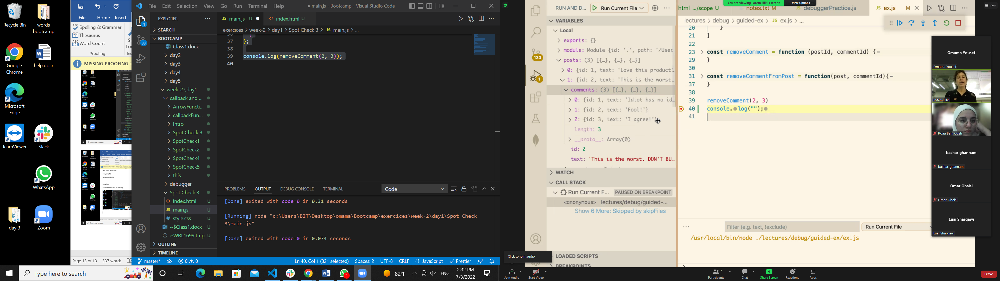 Recycle Bin
words
bootcamp
Google
Chrome
help.docx
Microsoft
Edge
TeamViewer
Slack
WhatsApp
day 3
Zoom
File Home Insert
Spelling & Grammar
Thesaurus
Word Count
Proofing
MISSING PROOFING T
Page 13 of 13 337 words
File Edit Selection View Go Run Terminal Help
● main.js - Bootcamp - Visual Studio Code
EXPLORER
SEARCH
BOOTCAMP
Class1.docx
day2
day3
day4
day5
week-2\day1
callback and ...
ArrowFuncti...
callbackFun...
Intro
Spot Check 3
SpotCheck1
SpotCheck2
SpotCheck4
SpotCheck5
this
debugger
Spot Check 3
index.html U
main.js U
style.css U
~$Class1.docx U
~WRL1699.tmp U
OUTLINE
TIMELINE
JS main.js U ●
<> index.html U
exercices > week-2 > day1 > Spot Check 3 > JS main.js > ...
37 };
38
39 console.log(removeComment(2, 3));
40
PROBLEMS OUTPUT DEBUG CONSOLE TERMINAL
Code
[Done] exited with code=0 in 0.31 seconds
[Running] node "c:\Users\BIT\Desktop\omama\Bootcamp\exercices\week-2\day1\Spot Check
3\main.js"
[Done] exited with code=0 in 0.074 seconds
master* 0 0
Ln 40, Col 1 (821 selected) Spaces: 2 UTF-8 CRLF {} JavaScript Prettier
Type here to search
82°F
ENG
2:32 PM
7/3/2022
You are viewing Lotem Hiki's screen
View Options
View
RUN AND D...
Run Current File
VARIABLES
Local
exports: {}
module: Module {id: '.', path: '/User.
posts: (3) [{…}, {…}, {…}]
0: {id: 1, text: 'Love this product'.
1: {id: 2, text: 'This is the worst..
comments: (3) [{…}, {…}, {…}]
0: {id: 1, text: 'Idiot has no id…
1: {id: 2, text: 'Fool!'}
2: {id: 3, text: 'I agree!'}
length: 3
__proto__: Array(0)
id: 2
text: 'This is the worst. DON'T BU…
WATCH
CALL STACK
Run Current F... PAUSED ON BREAKPOINT
<anonymous> lectures/debug/guided-...
Show 6 More: Skipped by skipFiles
LOADED SCRIPTS
BREAKPOINTS
130
html .../scope U
notes.txt M
debuggerPractice.js
JS ex.js M
lectures > debug > guided-ex > JS ex.js > ...
20 }
21 ]
22
23 const removeComment = function (postId, commentId) {…
29 }
30
31 const removeCommentFromPost = function(post, commentId){…
37 }
38
39 removeComment(2, 3)
40 console.log("");
41
Filter (e.g. text, !exclude)
Run Current File
/usr/local/bin/node ./lectures/debug/guided-ex/ex.js
Omama Yousef
Omama Yousef
Lotem Hiki
Roaa Bani odeh
bashar ghannam
bashar ghannam
Omar Obaisi
Omar Obaisi
Luai Sharqawi
Luai Sharqawi
Click to join audio
Join Audio
Start Video
Participants 7
Chat
Share Screen
Reactions
Apps
Leave